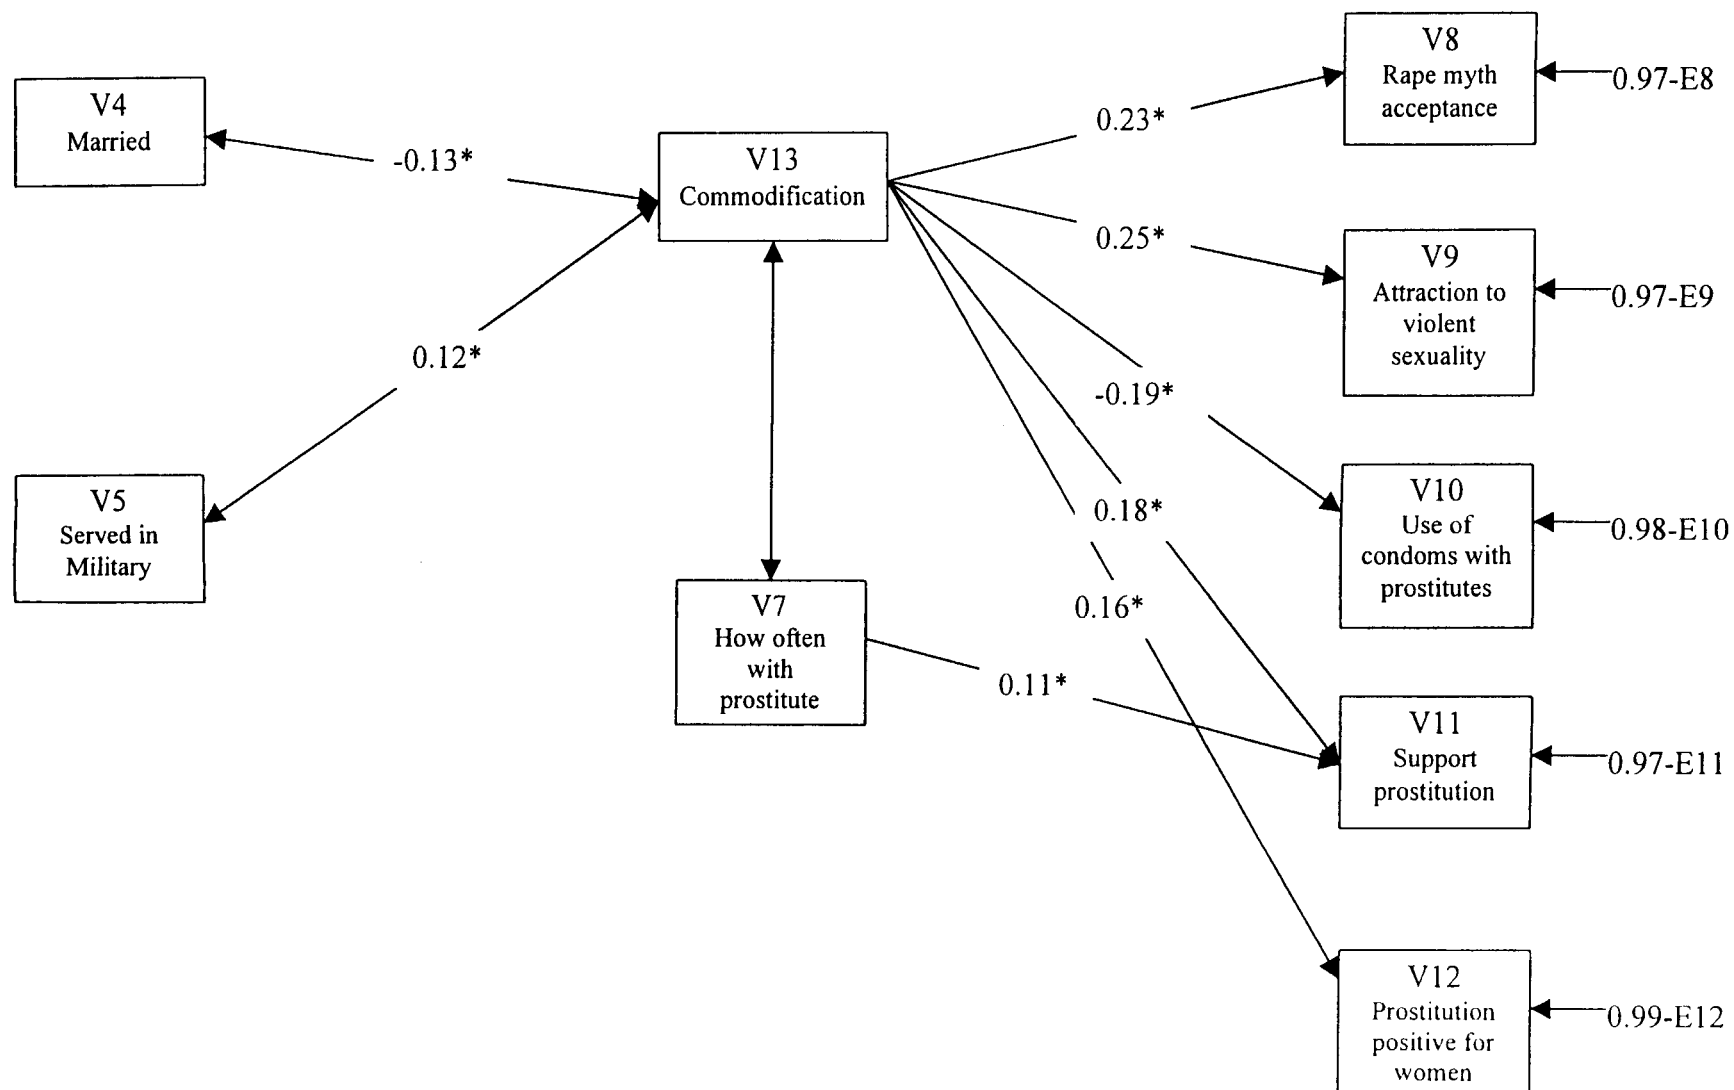 V4
Married
-0.13*
V5
Served in
Military
0.12*
V13
Commodification
V7
How often
with
prostitute
0.11*
0.23*
0.25*
-0.19*
0.18*
0.16*
V8
Rape myth
acceptance
0.97-E8
V9
Attraction to
violent
sexuality
0.97-E9
V10
Use of
condoms with
prostitutes
0.98-E10
V11
Support
prostitution
0.97-E11
V12
Prostitution
positive for
women
0.99-E12